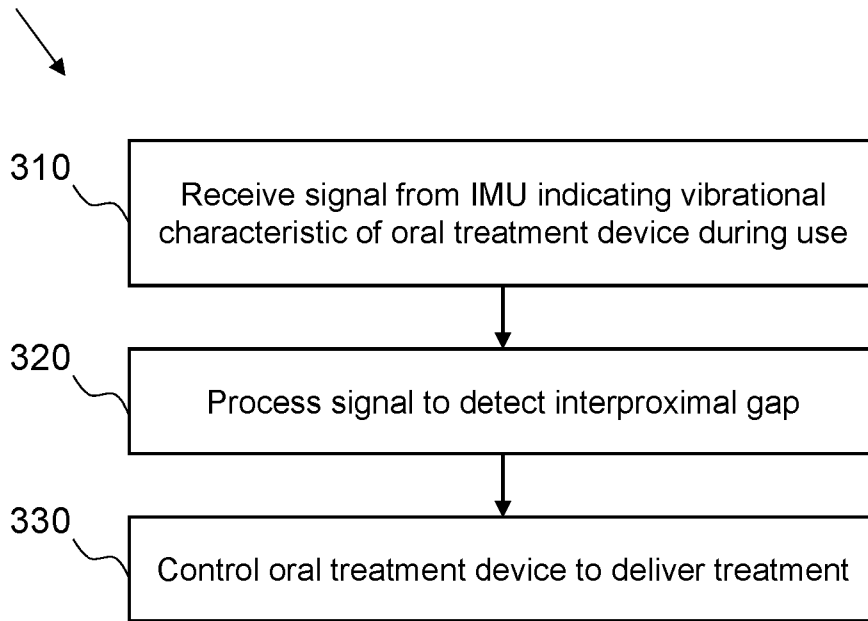 310
Receive signal from IMU indicating vibrational
characteristic of oral treatment device during use
320
Process signal to detect interproximal gap
330
Control oral treatment device to deliver treatment